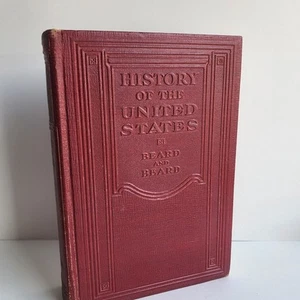 HISTORY
OF THE
UNITED
STATES
BY
BEARD
AND
BEARD